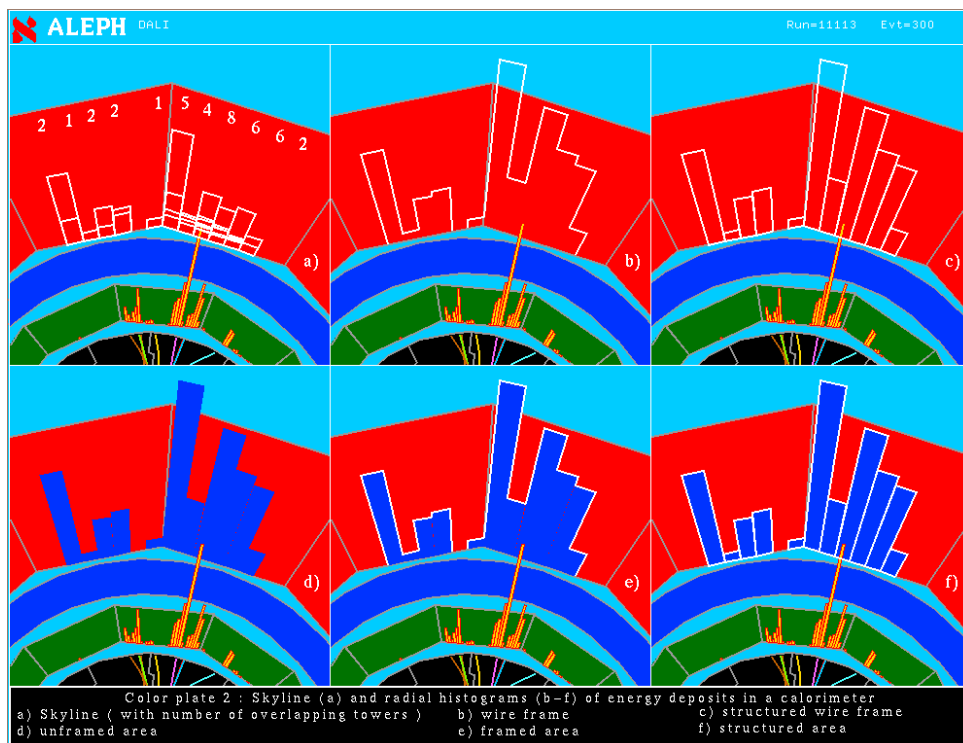 ALEPH DALI Run=11113 Evt=300
2 1 2 2 1 5 4 8 6 6 2
a) b) c)
d) e) f)
Color plate 2 : Skyline (a) and radial histograms (b-f) of energy deposits in a calorimeter
a) Skyline ( with number of overlapping towers ) b) wire frame c) structured wire frame
d) unframed area e) framed area f) structured area